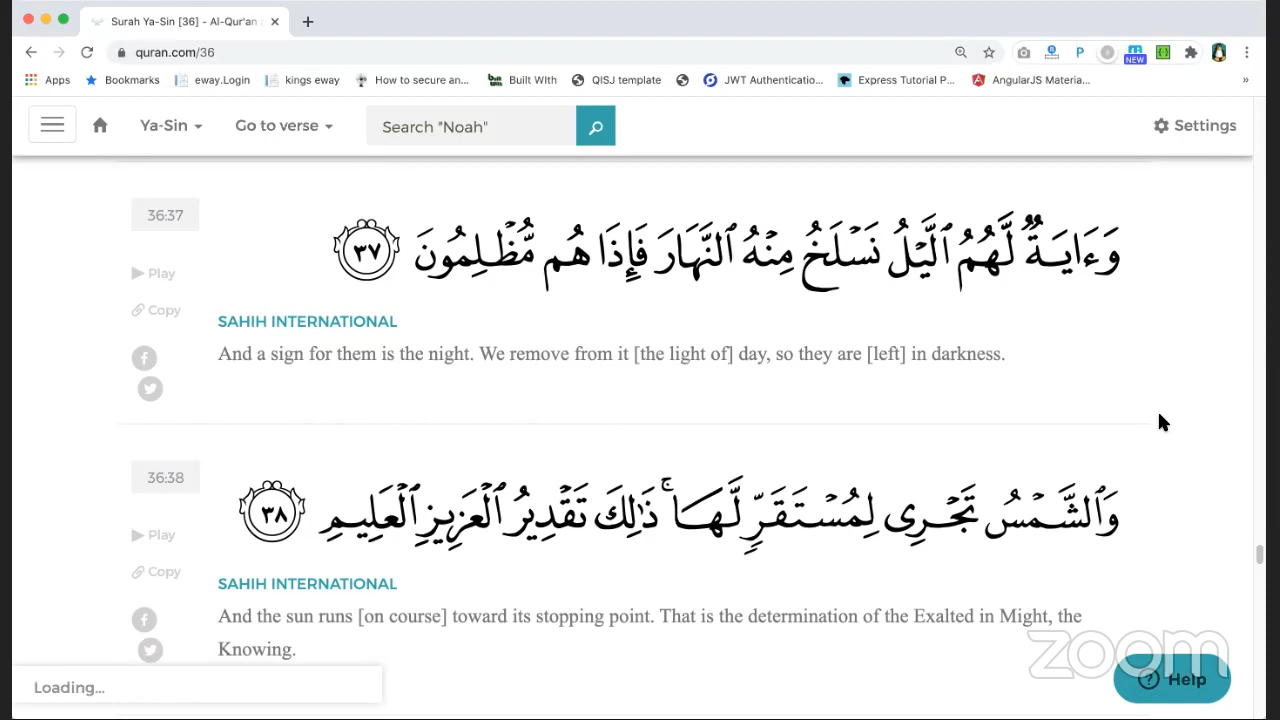 Surah Ya-Sin [36] - Al-Qur'an
quran.com/36
Apps Bookmarks eway.Login kings eway How to secure an... Built With QISJ template JWT Authenticatio... Express Tutorial P... AngularJS Materia... »
NEW
Ya-Sin Go to verse Search "Noah" Settings
36:37
وَءَايَةٌ لَّهُمُ ٱلَّيْلُ نَسْلَخُ مِنْهُ ٱلنَّهَارَ فَإِذَا هُم مُّظْلِمُونَ ٣٧
Play
Copy
SAHIH INTERNATIONAL
And a sign for them is the night. We remove from it [the light of] day, so they are [left] in darkness.
36:38
وَٱلشَّمْسُ تَجْرِى لِمُسْتَقَرٍّ لَّهَا ۚ ذَٰلِكَ تَقْدِيرُ ٱلْعَزِيزِ ٱلْعَلِيمِ ٣٨
Play
Copy
SAHIH INTERNATIONAL
And the sun runs [on course] toward its stopping point. That is the determination of the Exalted in Might, the
Knowing.
zoom
Help
Loading...